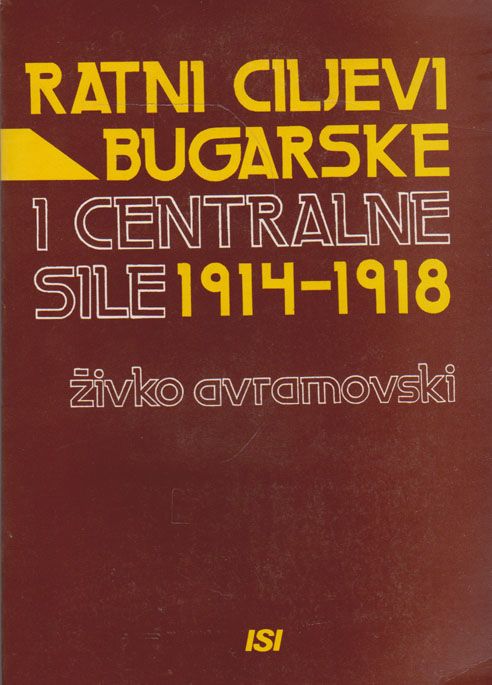 RATNI CILJEVI
BUGARSKE
I CENTRALNE
SILE 1914-1918
živko avramovski
ISI